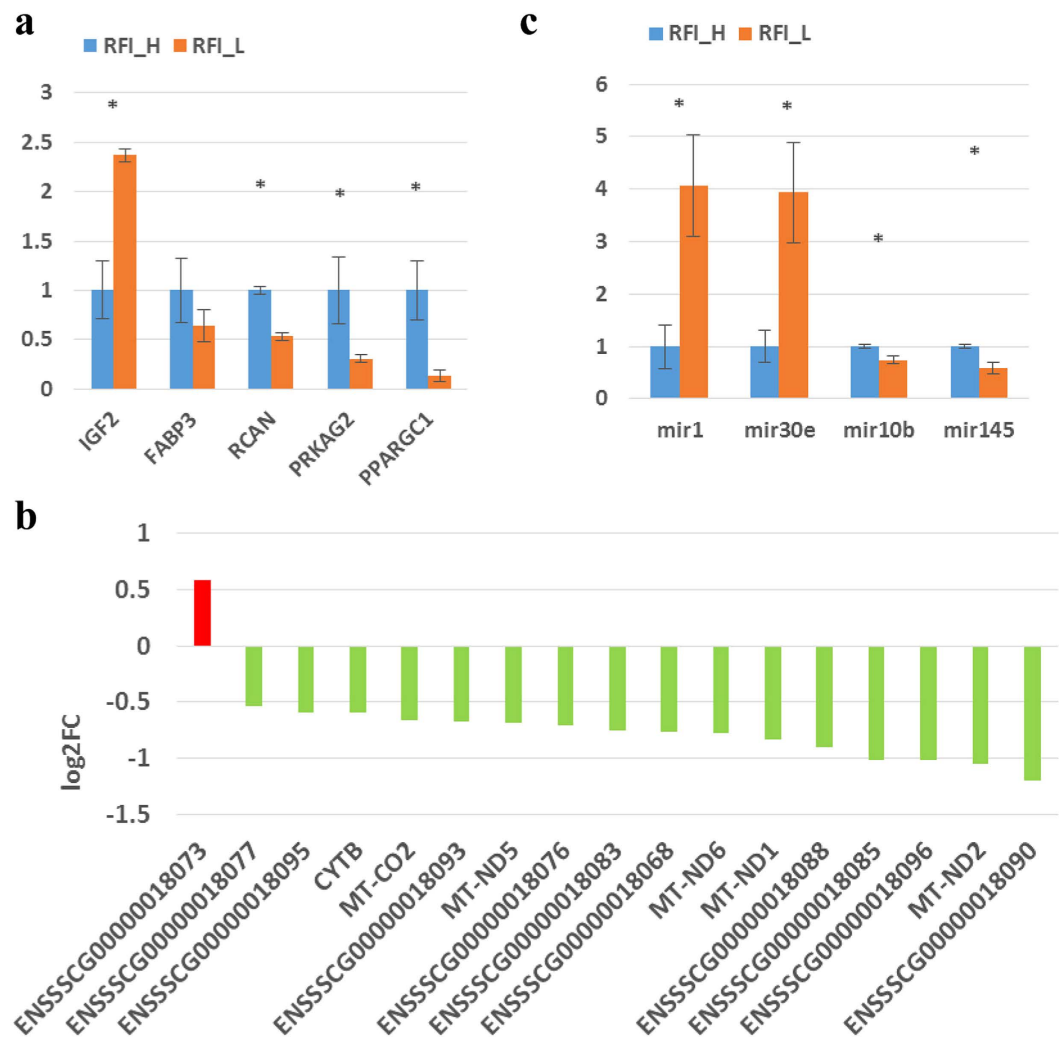 a
RFI_H RFI_L
3
*
2.5
2
* * *
1.5
1
0.5
0
IGF2 FABP3 RCAN PRKAG2 PPARGC1
c
RFI_H RFI_L
6
* *
5
*
4
3
*
2
1
0
mir1 mir30e mir10b mir145
b
log2FC
1
0.5
0
-0.5
-1
-1.5
ENSSSCG00000018073
ENSSSCG00000018077
ENSSSCG00000018095
CYTB
MT-CO2
ENSSSCG00000018093
MT-ND5
ENSSSCG00000018076
ENSSSCG00000018083
ENSSSCG00000018068
MT-ND6
MT-ND1
ENSSSCG00000018088
ENSSSCG00000018085
ENSSSCG00000018096
MT-ND2
ENSSSCG00000018090